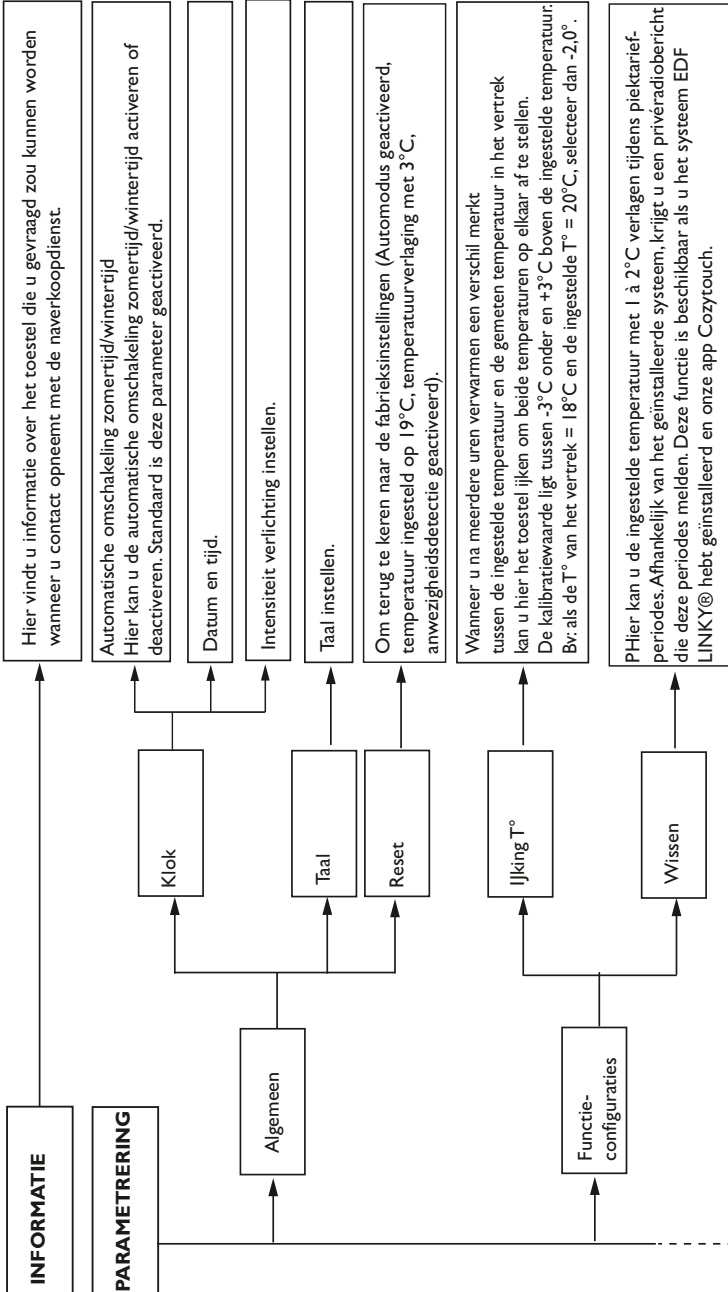 INFORMATIE
Hier vindt u informatie over het toestel die u gevraagd zou kunnen worden
wanneer u contact opneemt met de naverkoopdienst.
PARAMETRERING
Algemeen
Klok
Automatische omschakeling zomertijd/wintertijd
Hier kan u de automatische omschakeling zomertijd/wintertijd activeren of
deactiveren. Standaard is deze parameter geactiveerd.
Datum en tijd.
Intensiteit verlichting instellen.
Taal
Taal instellen.
Reset
Om terug te keren naar de fabrieksinstellingen (Automodus geactiveerd,
temperatuur ingesteld op 19°C, temperatuurverlaging met 3°C,
anwezigheidsdetectie geactiveerd).
Functie-
configuraties
IJking T°
Wanneer u na meerdere uren verwarmen een verschil merkt
tussen de ingestelde temperatuur en de gemeten temperatuur in het vertrek
kan u hier het toestel ijken om beide temperaturen op elkaar af te stellen.
De kalibratiewaarde ligt tussen -3°C onder en +3°C boven de ingestelde temperatuur.
Bv: als de T° van het vertrek = 18°C en de ingestelde T° = 20°C, selecteer dan -2,0°.
Wissen
PHier kan u de ingestelde temperatuur met 1 à 2°C verlagen tijdens piektarief-
periodes. Afhankelijk van het geïnstalleerde systeem, krijgt u een privéradiobericht
die deze periodes melden. Deze functie is beschikbaar als u het systeem EDF
LINKY® hebt geïnstalleerd en onze app Cozytouch.